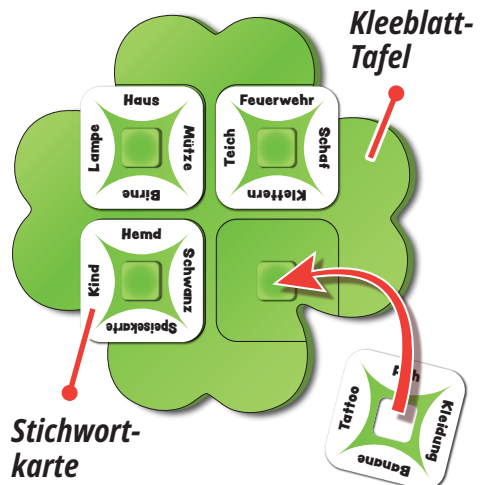 Kleeblatt-
Tafel
Haus
Lampe
Mütze
Birne
Feuerwehr
Teich
Schaf
Klettern
Hemd
Kind
Schwanz
Speisekarte
Tattoo
Kleidung
Banane
Stichwort-
karte